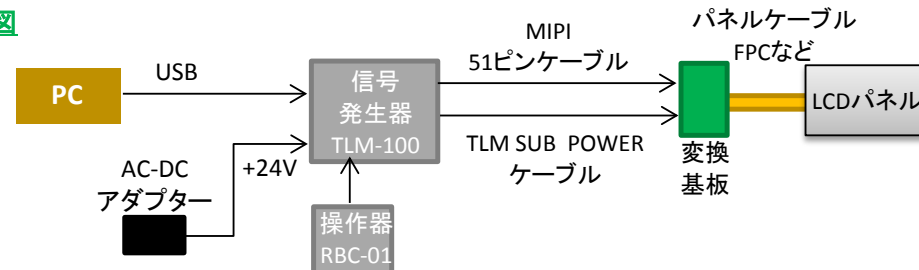 図
PC
USB
信号
発生器
TLM-100
MIPI
51ピンケーブル
パネルケーブル
FPCなど
LCDパネル
AC-DC
アダプター
+24V
TLM SUB POWER
ケーブル
変換
基板
操作器
RBC-01